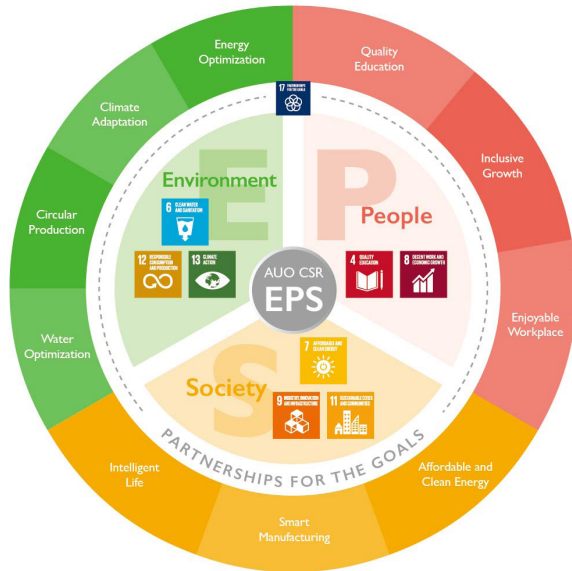 Energy
Optimization
Quality
Education
Climate
Adaptation
Inclusive
Growth
Circular
Production
Enjoyable
Workplace
Water
Optimization
Intelligent
Life
Smart
Manufacturing
Affordable and
Clean Energy
17 PARTNERSHIPS
FOR THE GOALS
E
Environment
6 CLEAN WATER
AND SANITATION
12 RESPONSIBLE
CONSUMPTION
AND PRODUCTION
13 CLIMATE
ACTION
P
People
4 QUALITY
EDUCATION
8 DECENT WORK AND
ECONOMIC GROWTH
AUO CSR
EPS
S
Society
7 AFFORDABLE AND
CLEAN ENERGY
9 INDUSTRY, INNOVATION
AND INFRASTRUCTURE
11 SUSTAINABLE CITIES
AND COMMUNITIES
PARTNERSHIPS FOR THE GOALS